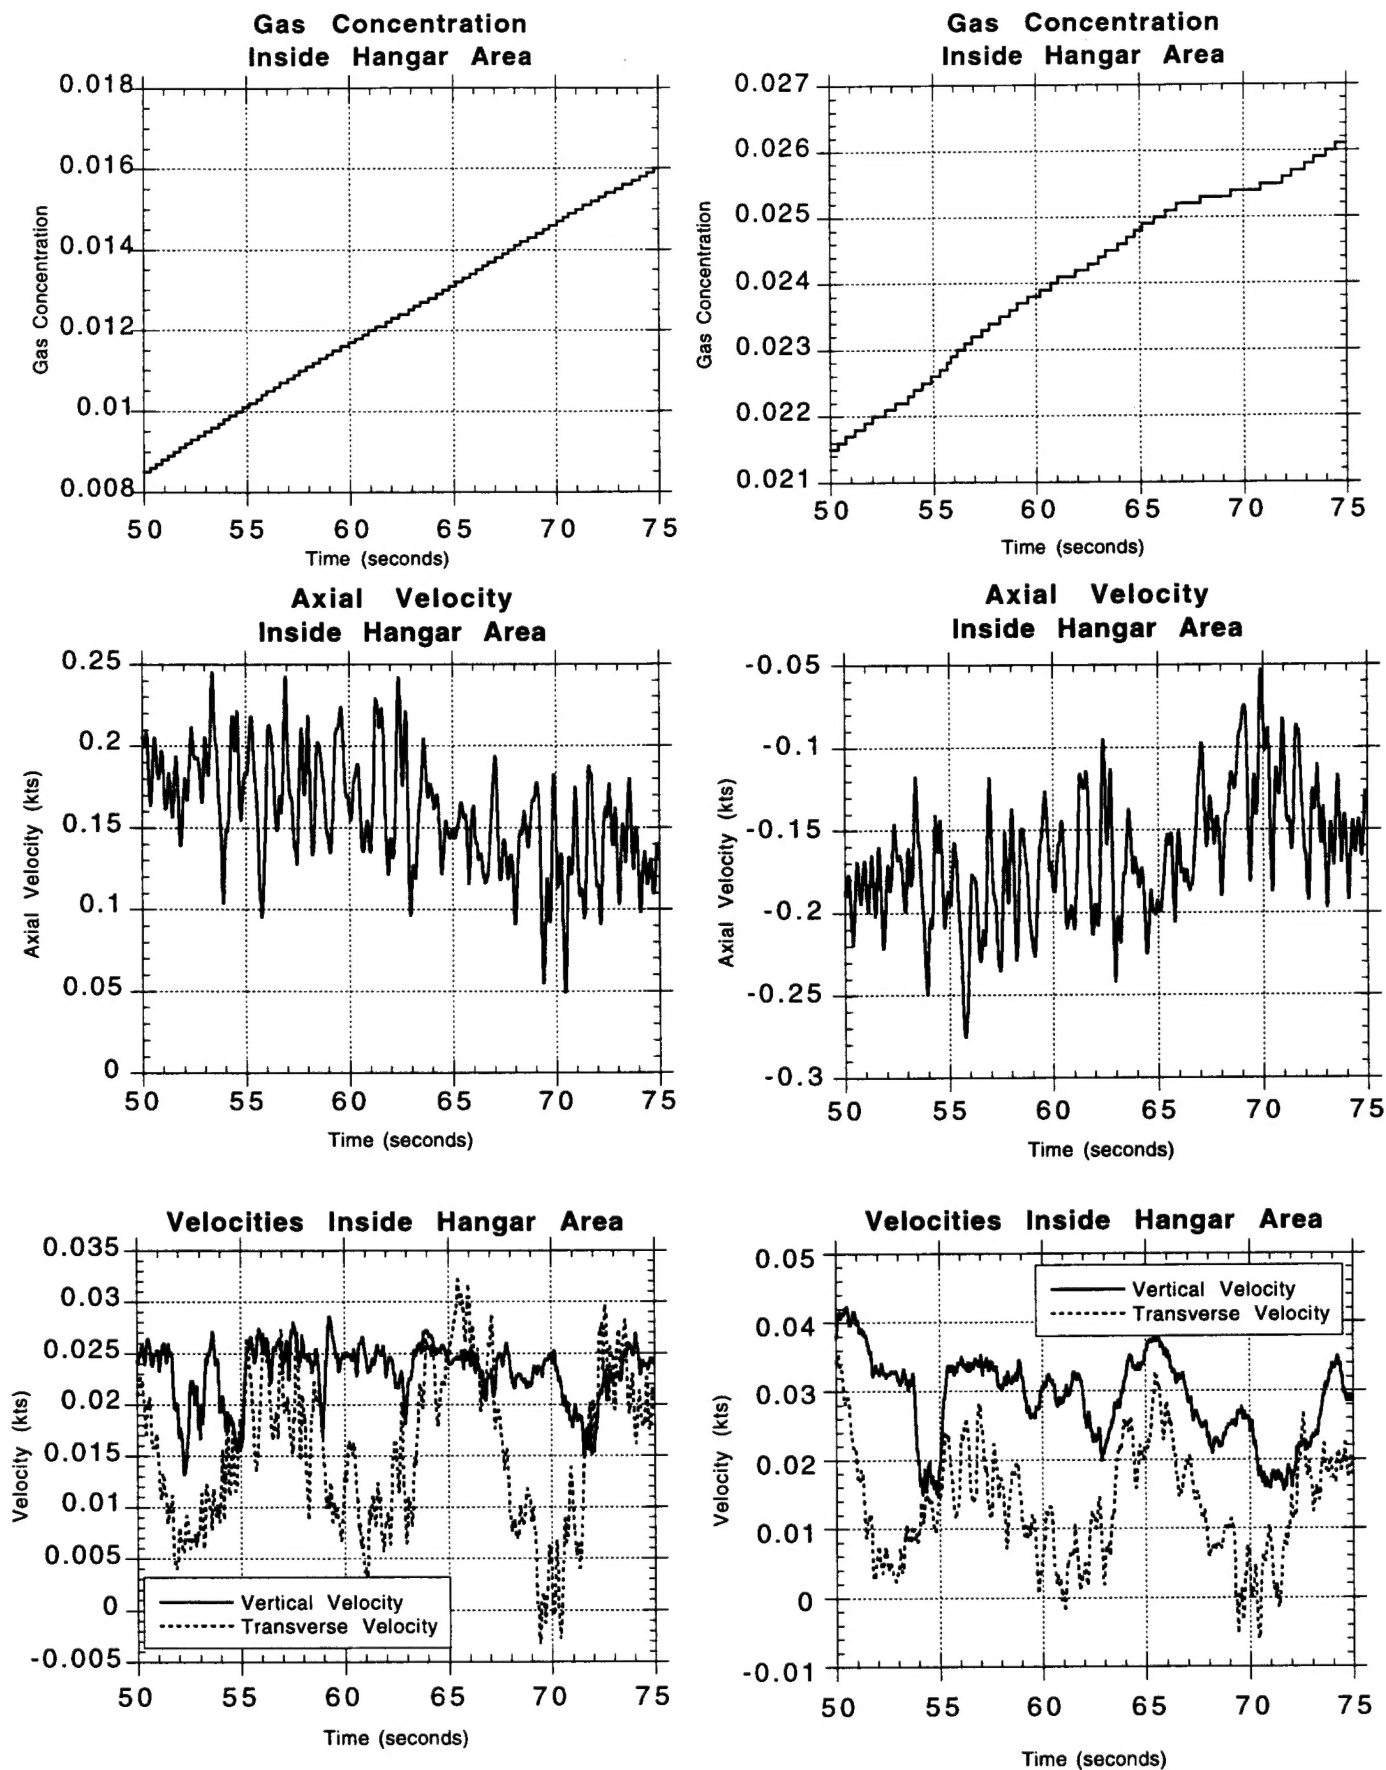 Gas Concentration
Inside Hangar Area
0.018
0.016
0.014
0.012
0.01
0.008
Gas Concentration
50 55 60 65 70 75
Time (seconds)
Gas Concentration
Inside Hangar Area
0.027
0.026
0.025
0.024
0.023
0.022
0.021
Gas Concentration
50 55 60 65 70 75
Time (seconds)
Axial Velocity
Inside Hangar Area
0.25
0.2
0.15
0.1
0.05
0
Axial Velocity (kts)
50 55 60 65 70 75
Time (seconds)
Axial Velocity
Inside Hangar Area
-0.05
-0.1
-0.15
-0.2
-0.25
-0.3
Axial Velocity (kts)
50 55 60 65 70 75
Time (seconds)
Velocities Inside Hangar Area
0.035
0.03
0.025
0.02
0.015
0.01
0.005
0
-0.005
Velocity (kts)
Vertical Velocity
Transverse Velocity
50 55 60 65 70 75
Time (seconds)
Velocities Inside Hangar Area
0.05
0.04
0.03
0.02
0.01
0
-0.01
Velocity (kts)
Vertical Velocity
Transverse Velocity
50 55 60 65 70 75
Time (seconds)